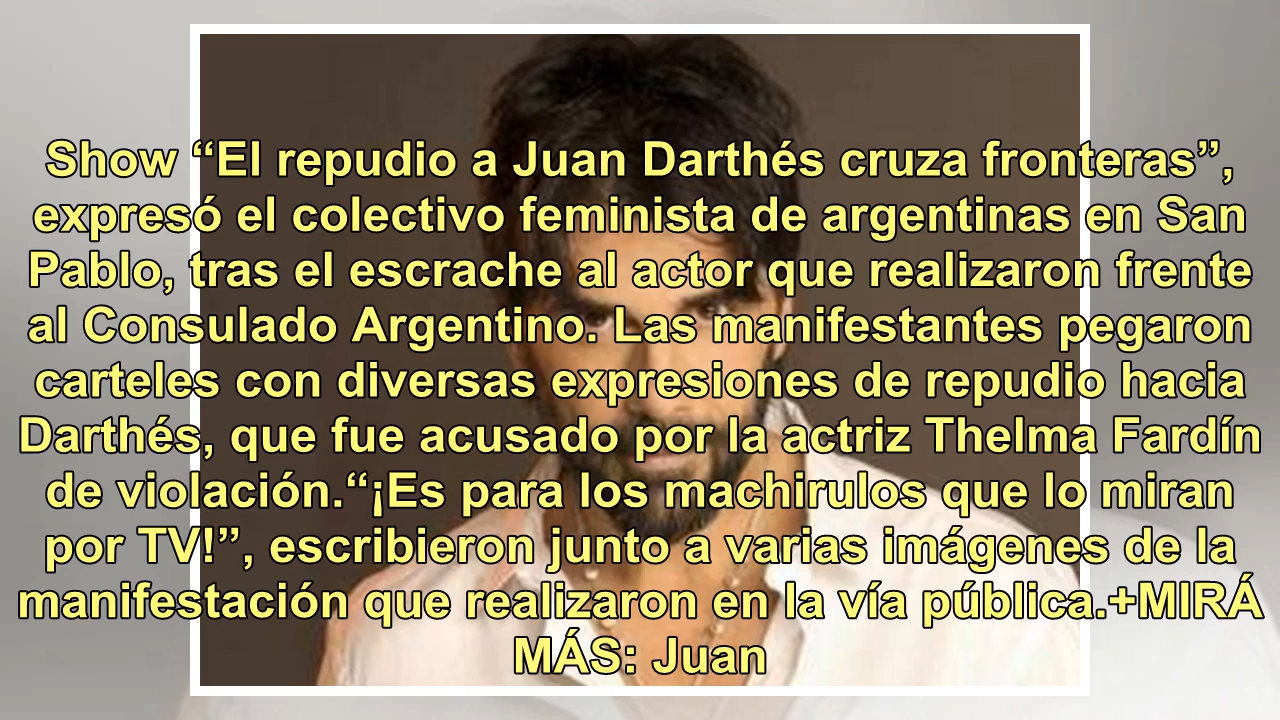 Show “El repudio a Juan Darthés cruza fronteras”,
expresó el colectivo feminista de argentinas en San
Pablo, tras el escrache al actor que realizaron frente
al Consulado Argentino. Las manifestantes pegaron
carteles con diversas expresiones de repudio hacia
Darthés, que fue acusado por la actriz Thelma Fardín
de violación.“¡Es para los machirulos que lo miran
por TV!”, escribieron junto a varias imágenes de la
manifestación que realizaron en la vía pública.+MIRÁ
MÁS: Juan